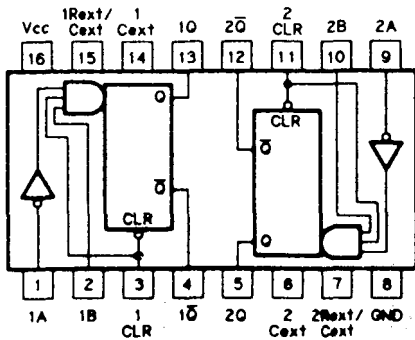 1Rext/ 1 2
Vcc Cext Cext 1Q 2Q̅ CLR 2B 2A
16 15 14 13 12 11 10 9
Q CLR
Q̅ Q̅
CLR Q
1 2 3 4 5 6 7 8
1A 1B 1 1Q̅ 2Q 2 2Rext/ GND
CLR Cext Cext